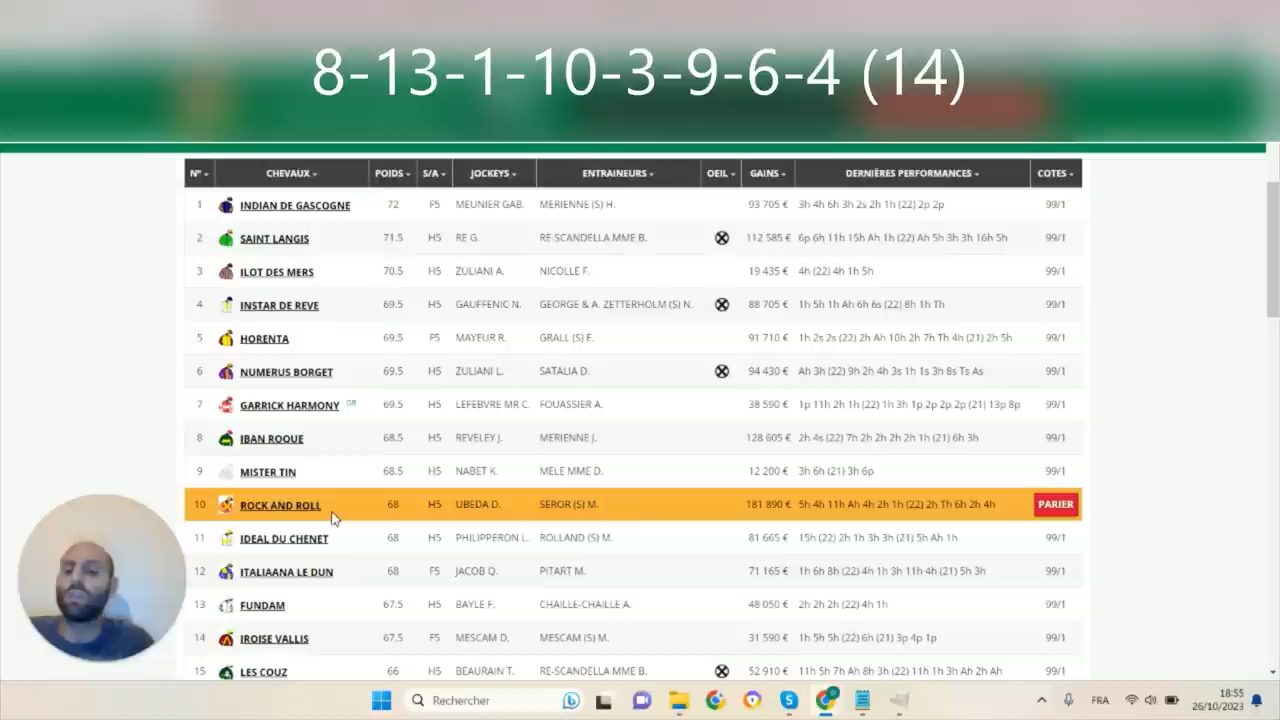 8-13-1-10-3-9-6-4 (14)
N° CHEVAUX POIDS S/A JOCKEYS ENTRAINEURS OEIL GAINS DERNIÈRES PERFORMANCES COTES
1 INDIAN DE GASCOGNE 72 F5 MEUNIER GAB. MERIENNE (S) H. 93 705 € 3h 4h 6h 3h 2s 2h 1h (22) 2p 2p 99/1
2 SAINT LANGIS 71.5 H5 RE G. RE-SCANDELLA MME B. 112 585 € 6p 6h 11h 15h Ah 1h (22) Ah 5h 3h 3h 16h 5h 99/1
3 ILOT DES MERS 70.5 H5 ZULIANI A. NICOLLE F. 19 435 € 4h (22) 4h 1h 5h 99/1
4 INSTAR DE REVE 69.5 H5 GAUFFENIC N. GEORGE & A. ZETTERHOLM (S) N. 88 705 € 1h 5h 1h Ah 6h 6s (22) 8h 1h Th 99/1
5 HORENTA 69.5 F5 MAYEUR R. GRALL (S) E. 91 710 € 1h 2s 2s (22) 2h Ah 10h 2h 7h Th 4h (21) 2h 5h 99/1
6 NUMERUS BORGET 69.5 H5 ZULIANI L. SATALIA D. 94 430 € Ah 3h (22) 9h 2h 4h 3s 1h 1s 3h 8s Ts As 99/1
7 GARRICK HARMONY 69.5 H5 LEFEBVRE MR C. FOUASSIER A. 38 590 € 1p 11h 2h 1h (22) 1h 3h 1p 2p 2p 2p (21) 13p 8p 99/1
8 IBAN ROQUE 68.5 H5 REVELEY J. MERIENNE J. 128 605 € 2h 4s (22) 7h 2h 2h 2h 2h 1h (21) 6h 3h 99/1
9 MISTER TIN 68.5 H5 NABET K. MELE MME D. 12 200 € 3h 6h (21) 3h 6p 99/1
10 ROCK AND ROLL 68 H5 UBEDA D. SEROR (S) M. 181 890 € 5h 4h 11h Ah 4h 2h 1h (22) 2h Th 6h 2h 4h PARIER
11 IDEAL DU CHENET 68 H5 PHILIPPERON L. ROLLAND (S) M. 81 665 € 15h (22) 2h 1h 3h 3h (21) 5h Ah 1h 99/1
12 ITALIAANA LE DUN 68 F5 JACOB Q. PITART M. 71 165 € 1h 6h 8h (22) 4h 1h 3h 11h 4h (21) 5h 3h 99/1
13 FUNDAM 67.5 H5 BAYLE F. CHAILLE-CHAILLE A. 48 050 € 2h 2h 2h (22) 4h 1h 99/1
14 IROISE VALLIS 67.5 F5 MESCAM D. MESCAM (S) M. 31 590 € 1h 5h 5h (22) 6h (21) 3p 4p 1p 99/1
15 LES COUZ 66 H5 BEAURAIN T. RE-SCANDELLA MME B. 52 910 € 11h 5h 7h Ah 8h 3h (22) 11h 1h 3h Ah 2h Ah 99/1
Rechercher FRA 18:55
26/10/2023